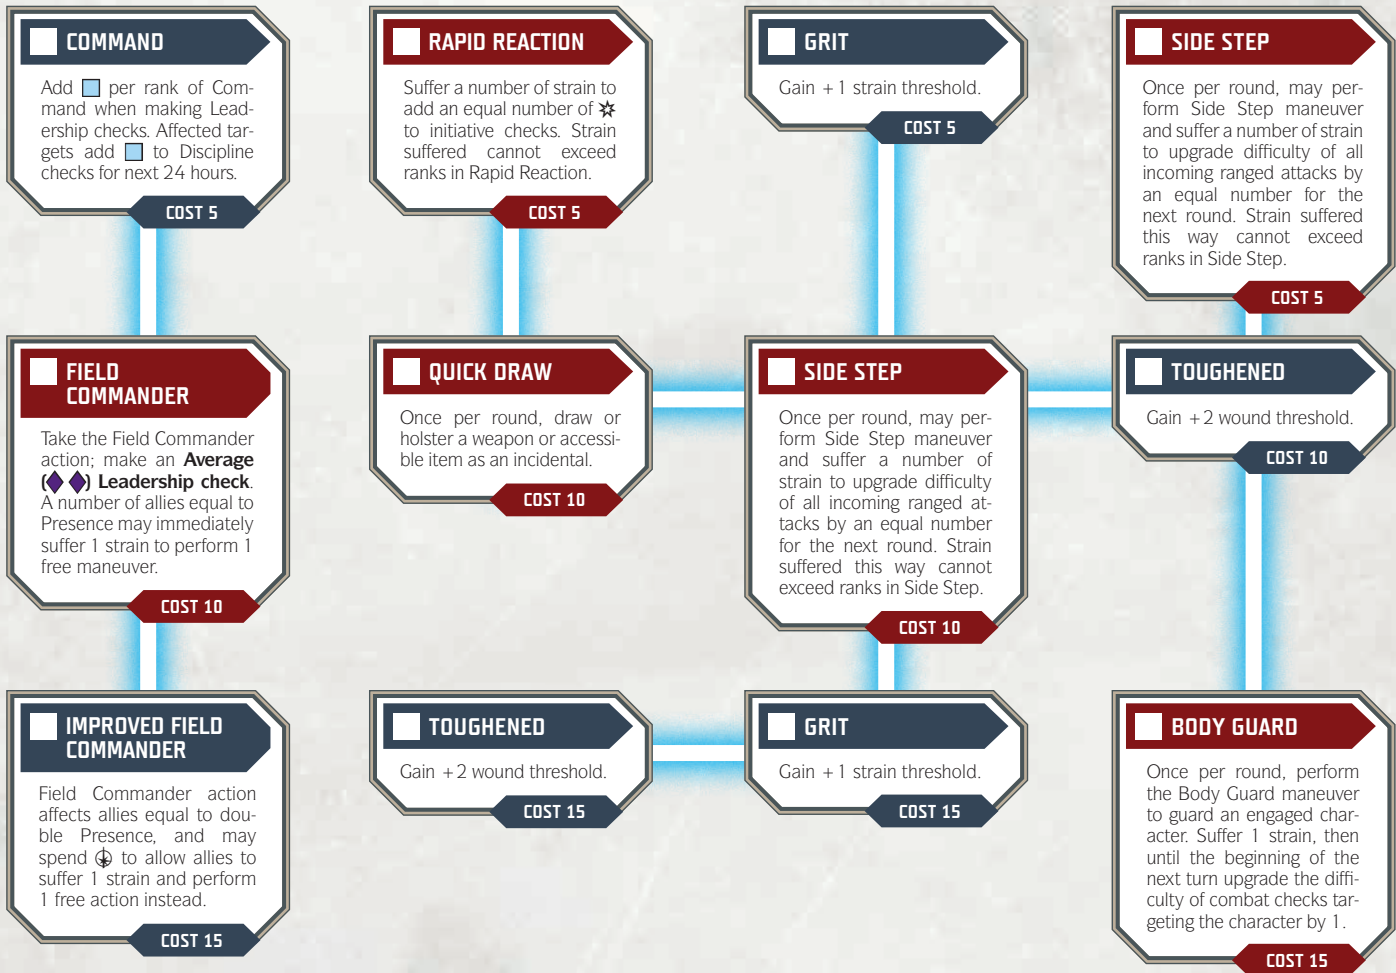 COMMAND
Add per rank of Com-
mand when making Lead-
ership checks. Affected tar-
gets add to Discipline
checks for next 24 hours.
COST 5
RAPID REACTION
Suffer a number of strain to
add an equal number of
to initiative checks. Strain
suffered cannot exceed
ranks in Rapid Reaction.
COST 5
GRIT
Gain +1 strain threshold.
COST 5
SIDE STEP
Once per round, may per-
form Side Step maneuver
and suffer a number of strain
to upgrade difficulty of all
incoming ranged attacks by
an equal number for the
next round. Strain suffered
this way cannot exceed
ranks in Side Step.
COST 5
FIELD
COMMANDER
Take the Field Commander
action; make an Average
( ) Leadership check.
A number of allies equal to
Presence may immediately
suffer 1 strain to perform 1
free maneuver.
COST 10
QUICK DRAW
Once per round, draw or
holster a weapon or accessi-
ble item as an incidental.
COST 10
SIDE STEP
Once per round, may per-
form Side Step maneuver
and suffer a number of
strain to upgrade difficulty
of all incoming ranged at-
tacks by an equal number
for the next round. Strain
suffered this way cannot
exceed ranks in Side Step.
COST 10
TOUGHENED
Gain +2 wound threshold.
COST 10
IMPROVED FIELD
COMMANDER
Field Commander action
affects allies equal to dou-
ble Presence, and may
spend to allow allies to
suffer 1 strain and perform
1 free action instead.
COST 15
TOUGHENED
Gain +2 wound threshold.
COST 15
GRIT
Gain +1 strain threshold.
COST 15
BODY GUARD
Once per round, perform
the Body Guard maneuver
to guard an engaged char-
acter. Suffer 1 strain, then
until the beginning of the
next turn upgrade the diffi-
culty of combat checks tar-
geting the character by 1.
COST 15